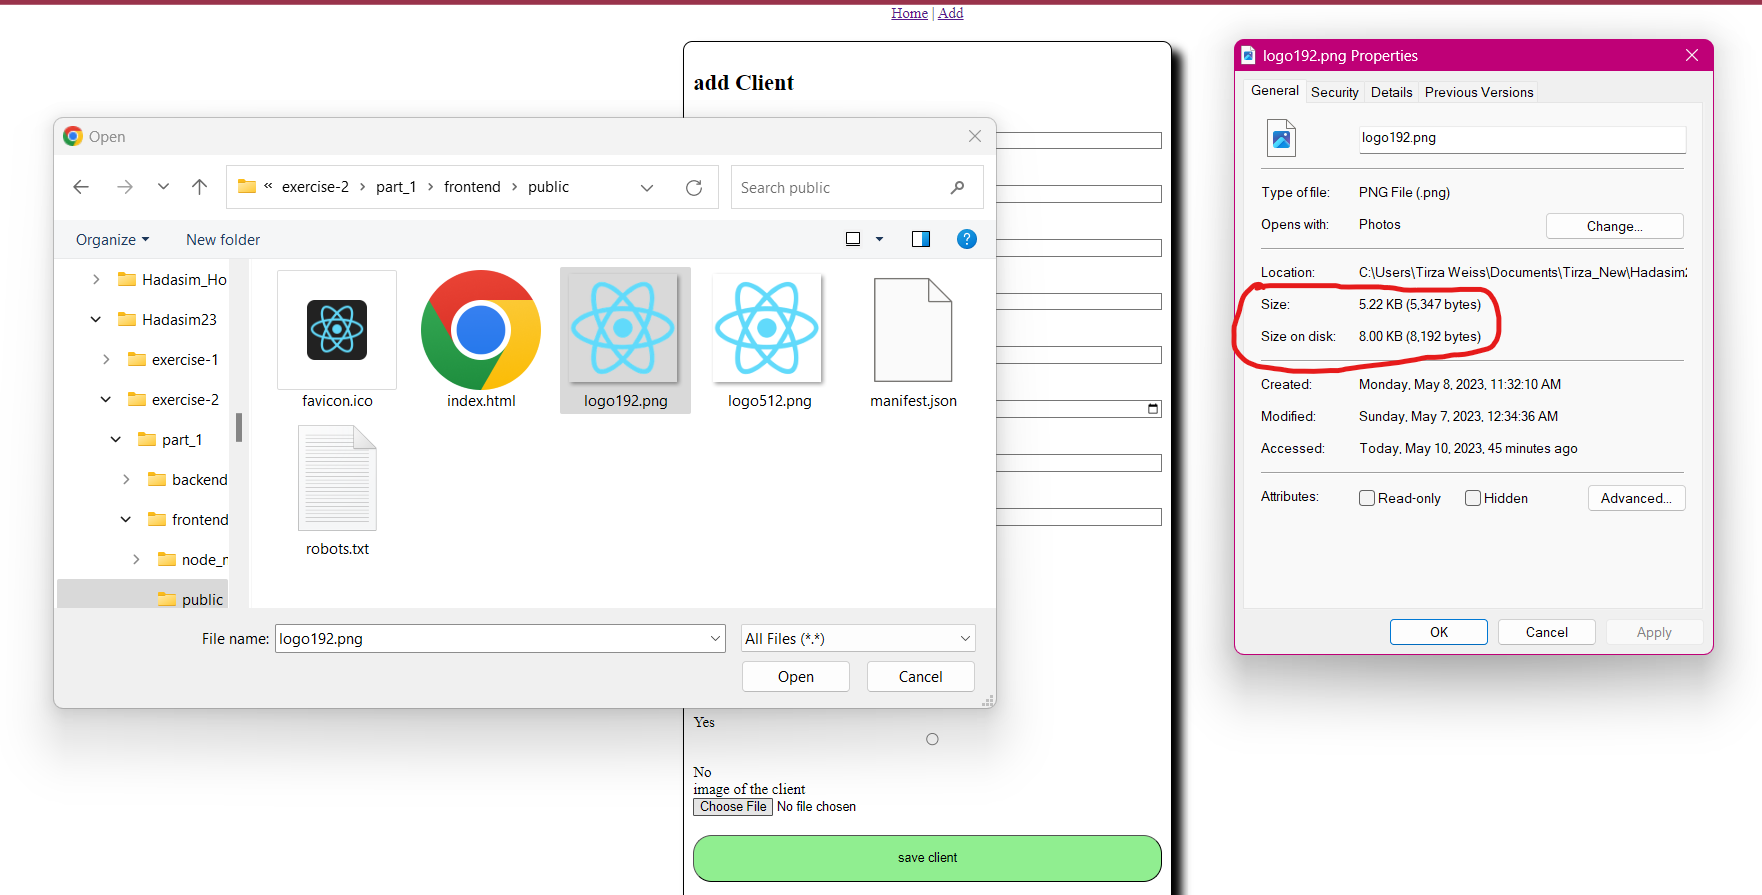 Home | Add
add Client
Open
« exercise-2 > part_1 > frontend > public
Search public
Organize
New folder
Hadasim_Ho
Hadasim23
exercise-1
exercise-2
part_1
backend
frontend
node_r
public
favicon.ico
index.html
logo192.png
logo512.png
manifest.json
robots.txt
File name: logo192.png
All Files (*.*)
Open
Cancel
Yes
No
image of the client
Choose File No file chosen
save client
logo192.png Properties
General Security Details Previous Versions
logo192.png
Type of file: PNG File (.png)
Opens with: Photos
Change...
Location: C:\Users\Tirza Weiss\Documents\Tirza_New\Hadasim2
Size: 5.22 KB (5,347 bytes)
Size on disk: 8.00 KB (8,192 bytes)
Created: Monday, May 8, 2023, 11:32:10 AM
Modified: Sunday, May 7, 2023, 12:34:36 AM
Accessed: Today, May 10, 2023, 45 minutes ago
Attributes: Read-only Hidden
Advanced...
OK Cancel Apply